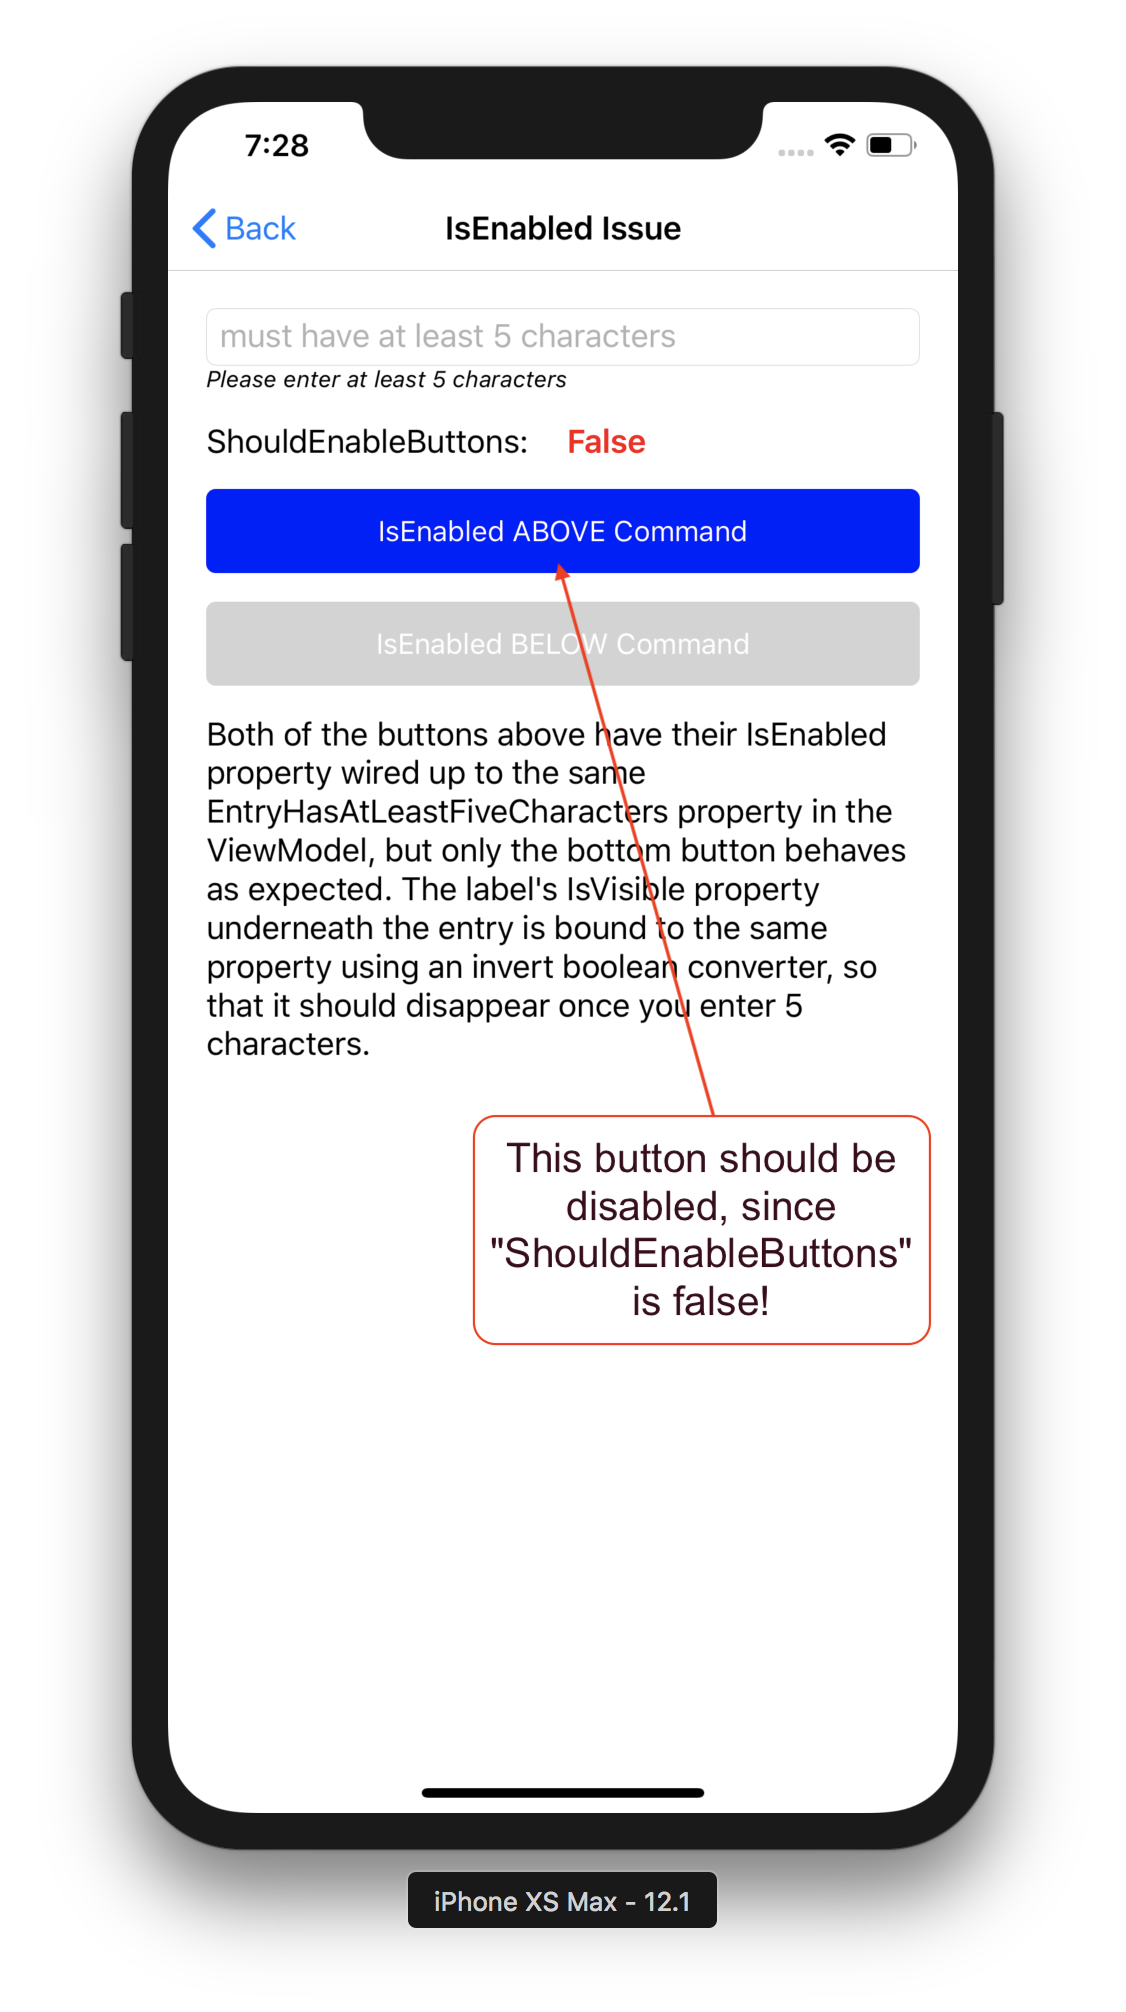 7:28
Back
IsEnabled Issue
must have at least 5 characters
Please enter at least 5 characters
ShouldEnableButtons: False
IsEnabled ABOVE Command
IsEnabled BELOW Command
Both of the buttons above have their IsEnabled
property wired up to the same
EntryHasAtLeastFiveCharacters property in the
ViewModel, but only the bottom button behaves
as expected. The label's IsVisible property
underneath the entry is bound to the same
property using an invert boolean converter, so
that it should disappear once you enter 5
characters.
This button should be
disabled, since
"ShouldEnableButtons"
is false!
iPhone XS Max - 12.1